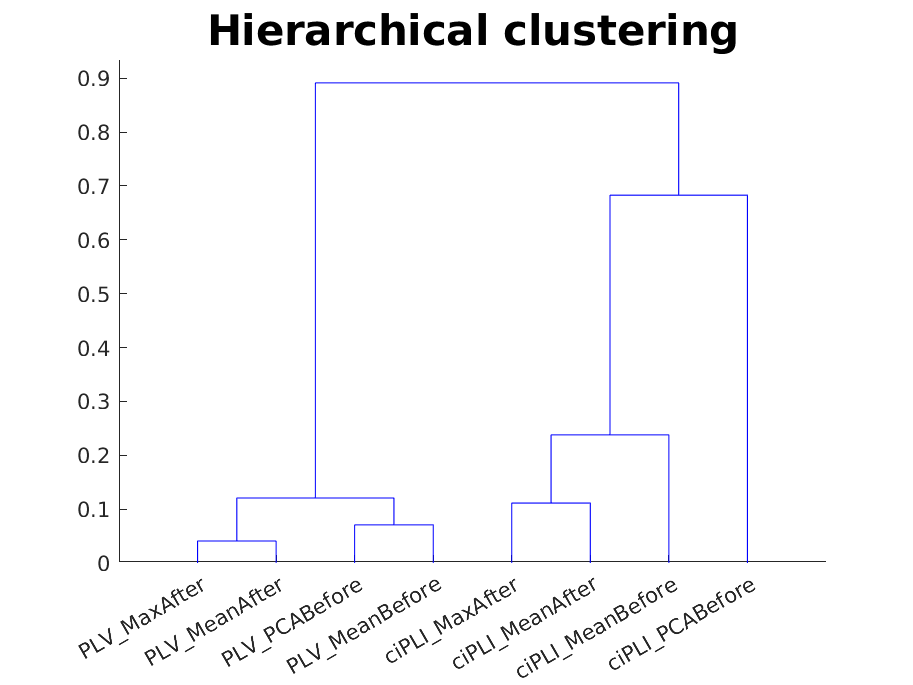 Hierarchical clustering
0.9
0.8
0.7
0.6
0.5
0.4
0.3
0.2
0.1
0
PLV_MaxAfter
PLV_MeanAfter
PLV_PCABefore
PLV_MeanBefore
ciPLI_MaxAfter
ciPLI_MeanAfter
ciPLI_MeanBefore
ciPLI_PCABefore